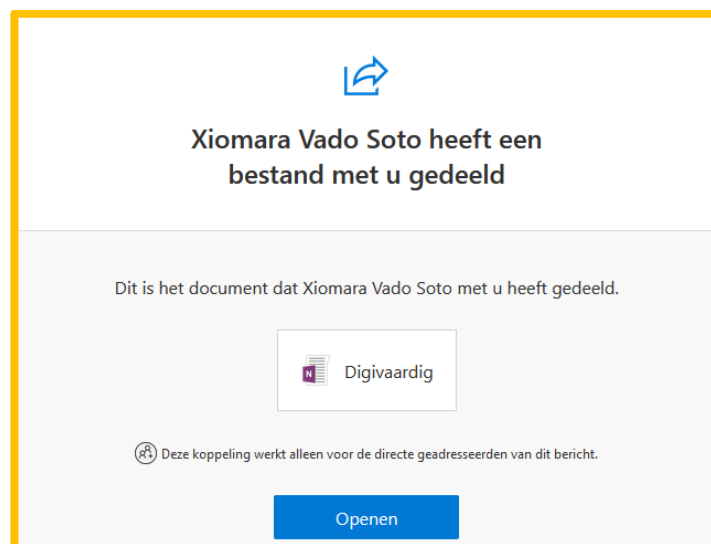 Xiomara Vado Soto heeft een
bestand met u gedeeld
Dit is het document dat Xiomara Vado Soto met u heeft gedeeld.
N Digivaardig
Deze koppeling werkt alleen voor de directe geadresseerden van dit bericht.
Openen